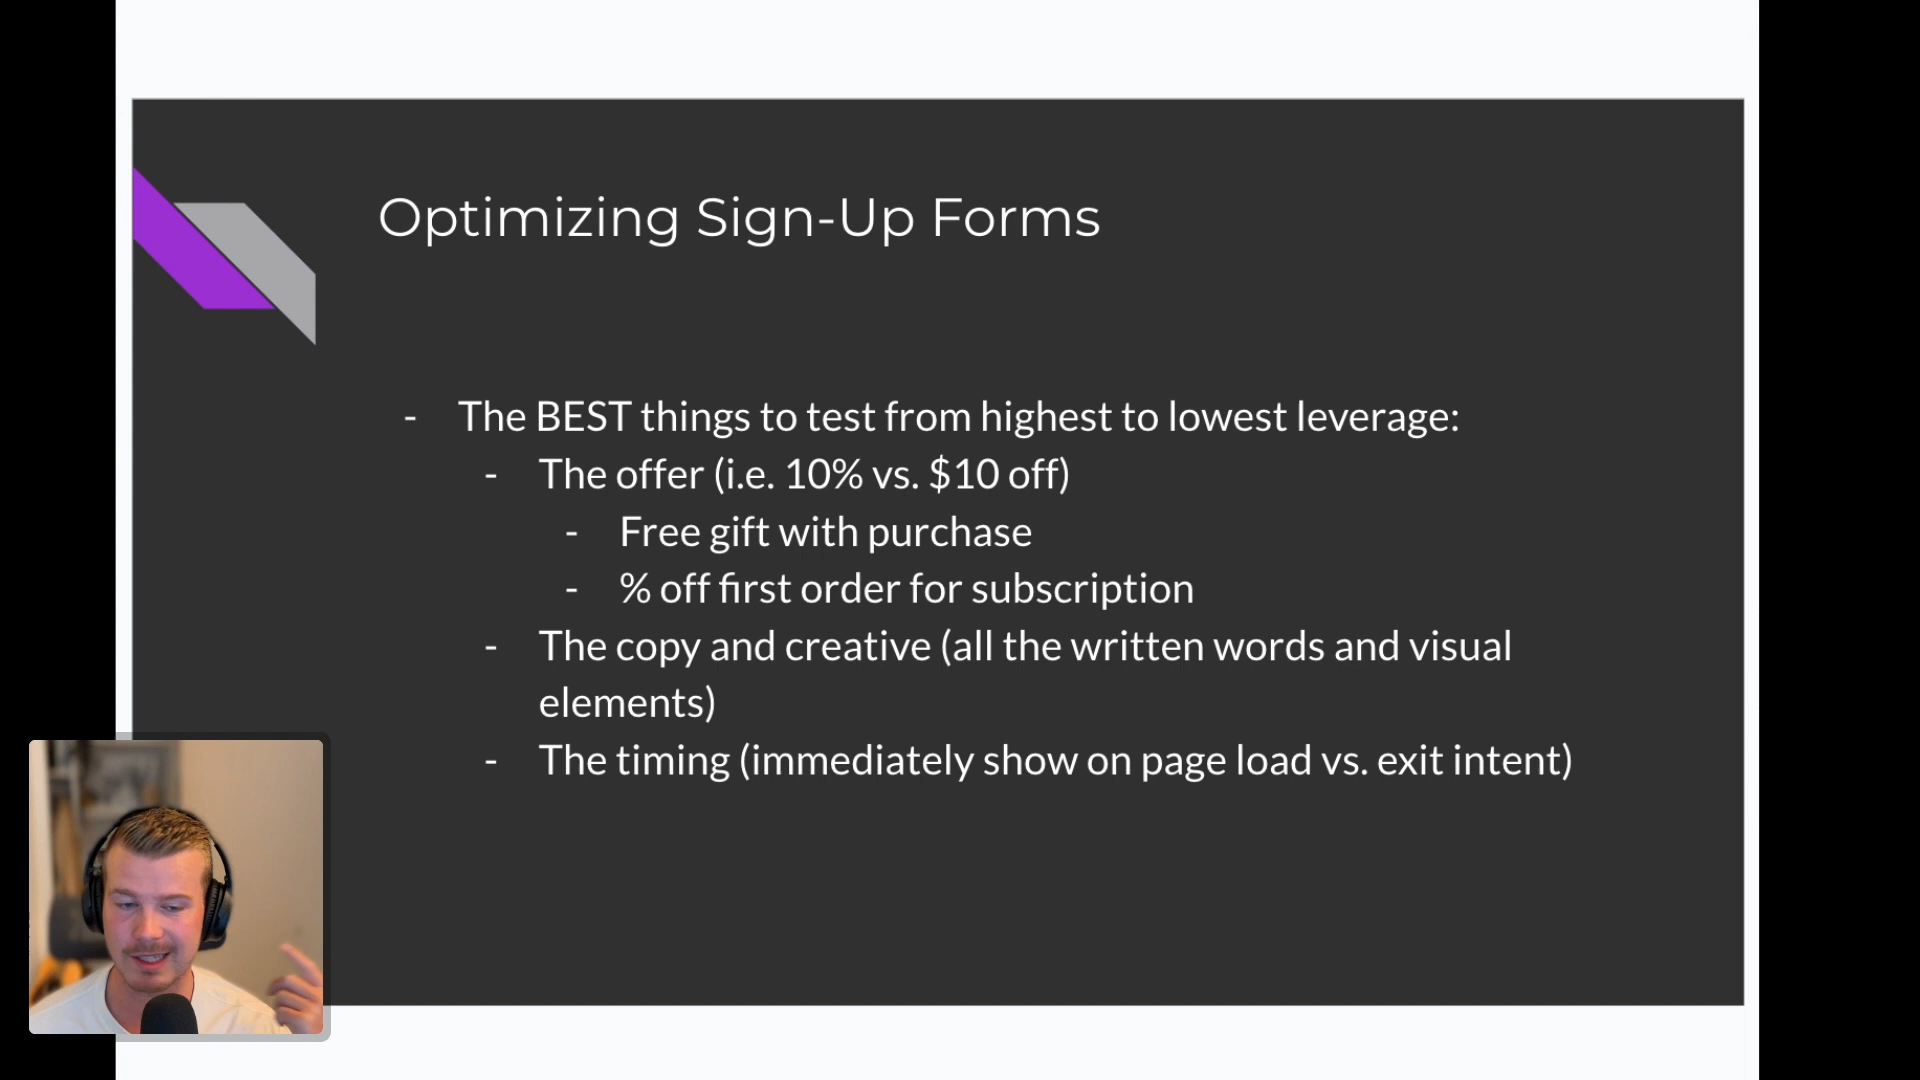 Optimizing Sign-Up Forms
- The BEST things to test from highest to lowest leverage:
- The offer (i.e. 10% vs. $10 off)
- Free gift with purchase
- % off first order for subscription
- The copy and creative (all the written words and visual
elements)
- The timing (immediately show on page load vs. exit intent)